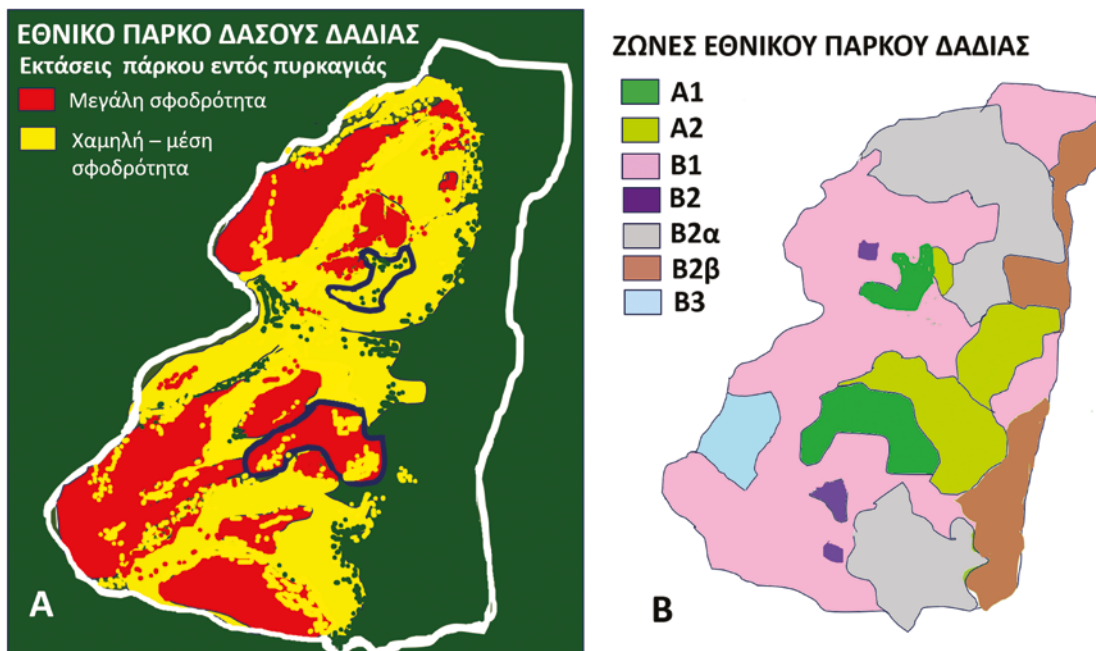 ΕΘΝΙΚΟ ΠΑΡΚΟ ΔΑΣΟΥΣ ΔΑΔΙΑΣ
Εκτάσεις πάρκου εντός πυρκαγιάς
Μεγάλη σφοδρότητα
Χαμηλή – μέση
σφοδρότητα
Α
ΖΩΝΕΣ ΕΘΝΙΚΟΥ ΠΑΡΚΟΥ ΔΑΔΙΑΣ
Α1
Α2
Β1
Β2
Β2α
Β2β
Β3
Β